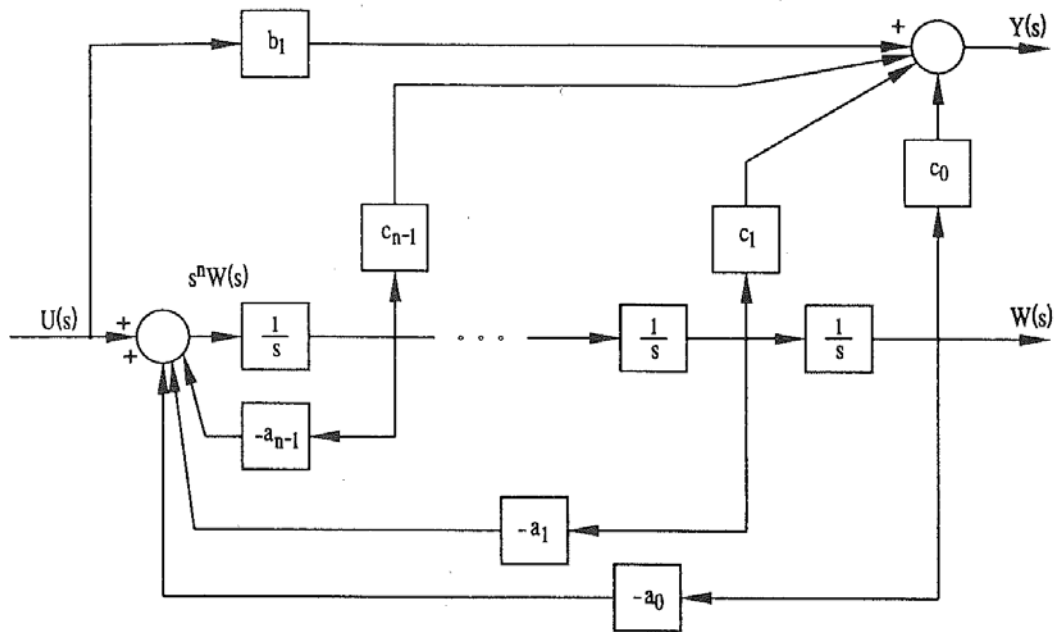 b₁
+
Y(s)
c₀
cₙ₋₁
c₁
sⁿW(s)
U(s)
+
+
1/s
. . .
1/s
1/s
W(s)
-aₙ₋₁
-a₁
-a₀